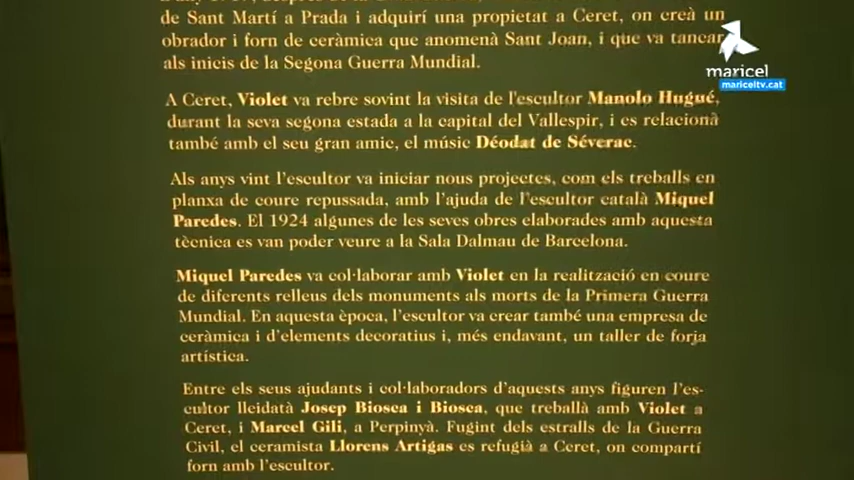 de Sant Martí a Prada i adquirí una propietat a Ceret, on creà un
obrador i forn de ceràmica que anomenà Sant Joan, i que va tancar
als inicis de la Segona Guerra Mundial.
maricel
mariceltv.cat
A Ceret, Violet va rebre sovint la visita de l'escultor Manolo Hugué,
durant la seva segona estada a la capital del Vallespir, i es relacionà
també amb el seu gran amic, el músic Déodat de Séverac.
Als anys vint l'escultor va iniciar nous projectes, com els treballs en
planxa de coure repussada, amb l'ajuda de l'escultor català Miquel
Paredes. El 1924 algunes de les seves obres elaborades amb aquesta
tècnica es van poder veure a la Sala Dalmau de Barcelona.
Miquel Paredes va col·laborar amb Violet en la realització en coure
de diferents relleus dels monuments als morts de la Primera Guerra
Mundial. En aquesta època, l'escultor va crear també una empresa de
ceràmica i d'elements decoratius i, més endavant, un taller de forja
artística.
Entre els seus ajudants i col·laboradors d'aquests anys figuren l'es-
cultor lleidatà Josep Biosca i Biosca, que treballà amb Violet a
Ceret, i Marcel Gili, a Perpinyà. Fugint dels estralls de la Guerra
Civil, el ceramista Llorens Artigas es refugià a Ceret, on compartí
forn amb l'escultor.